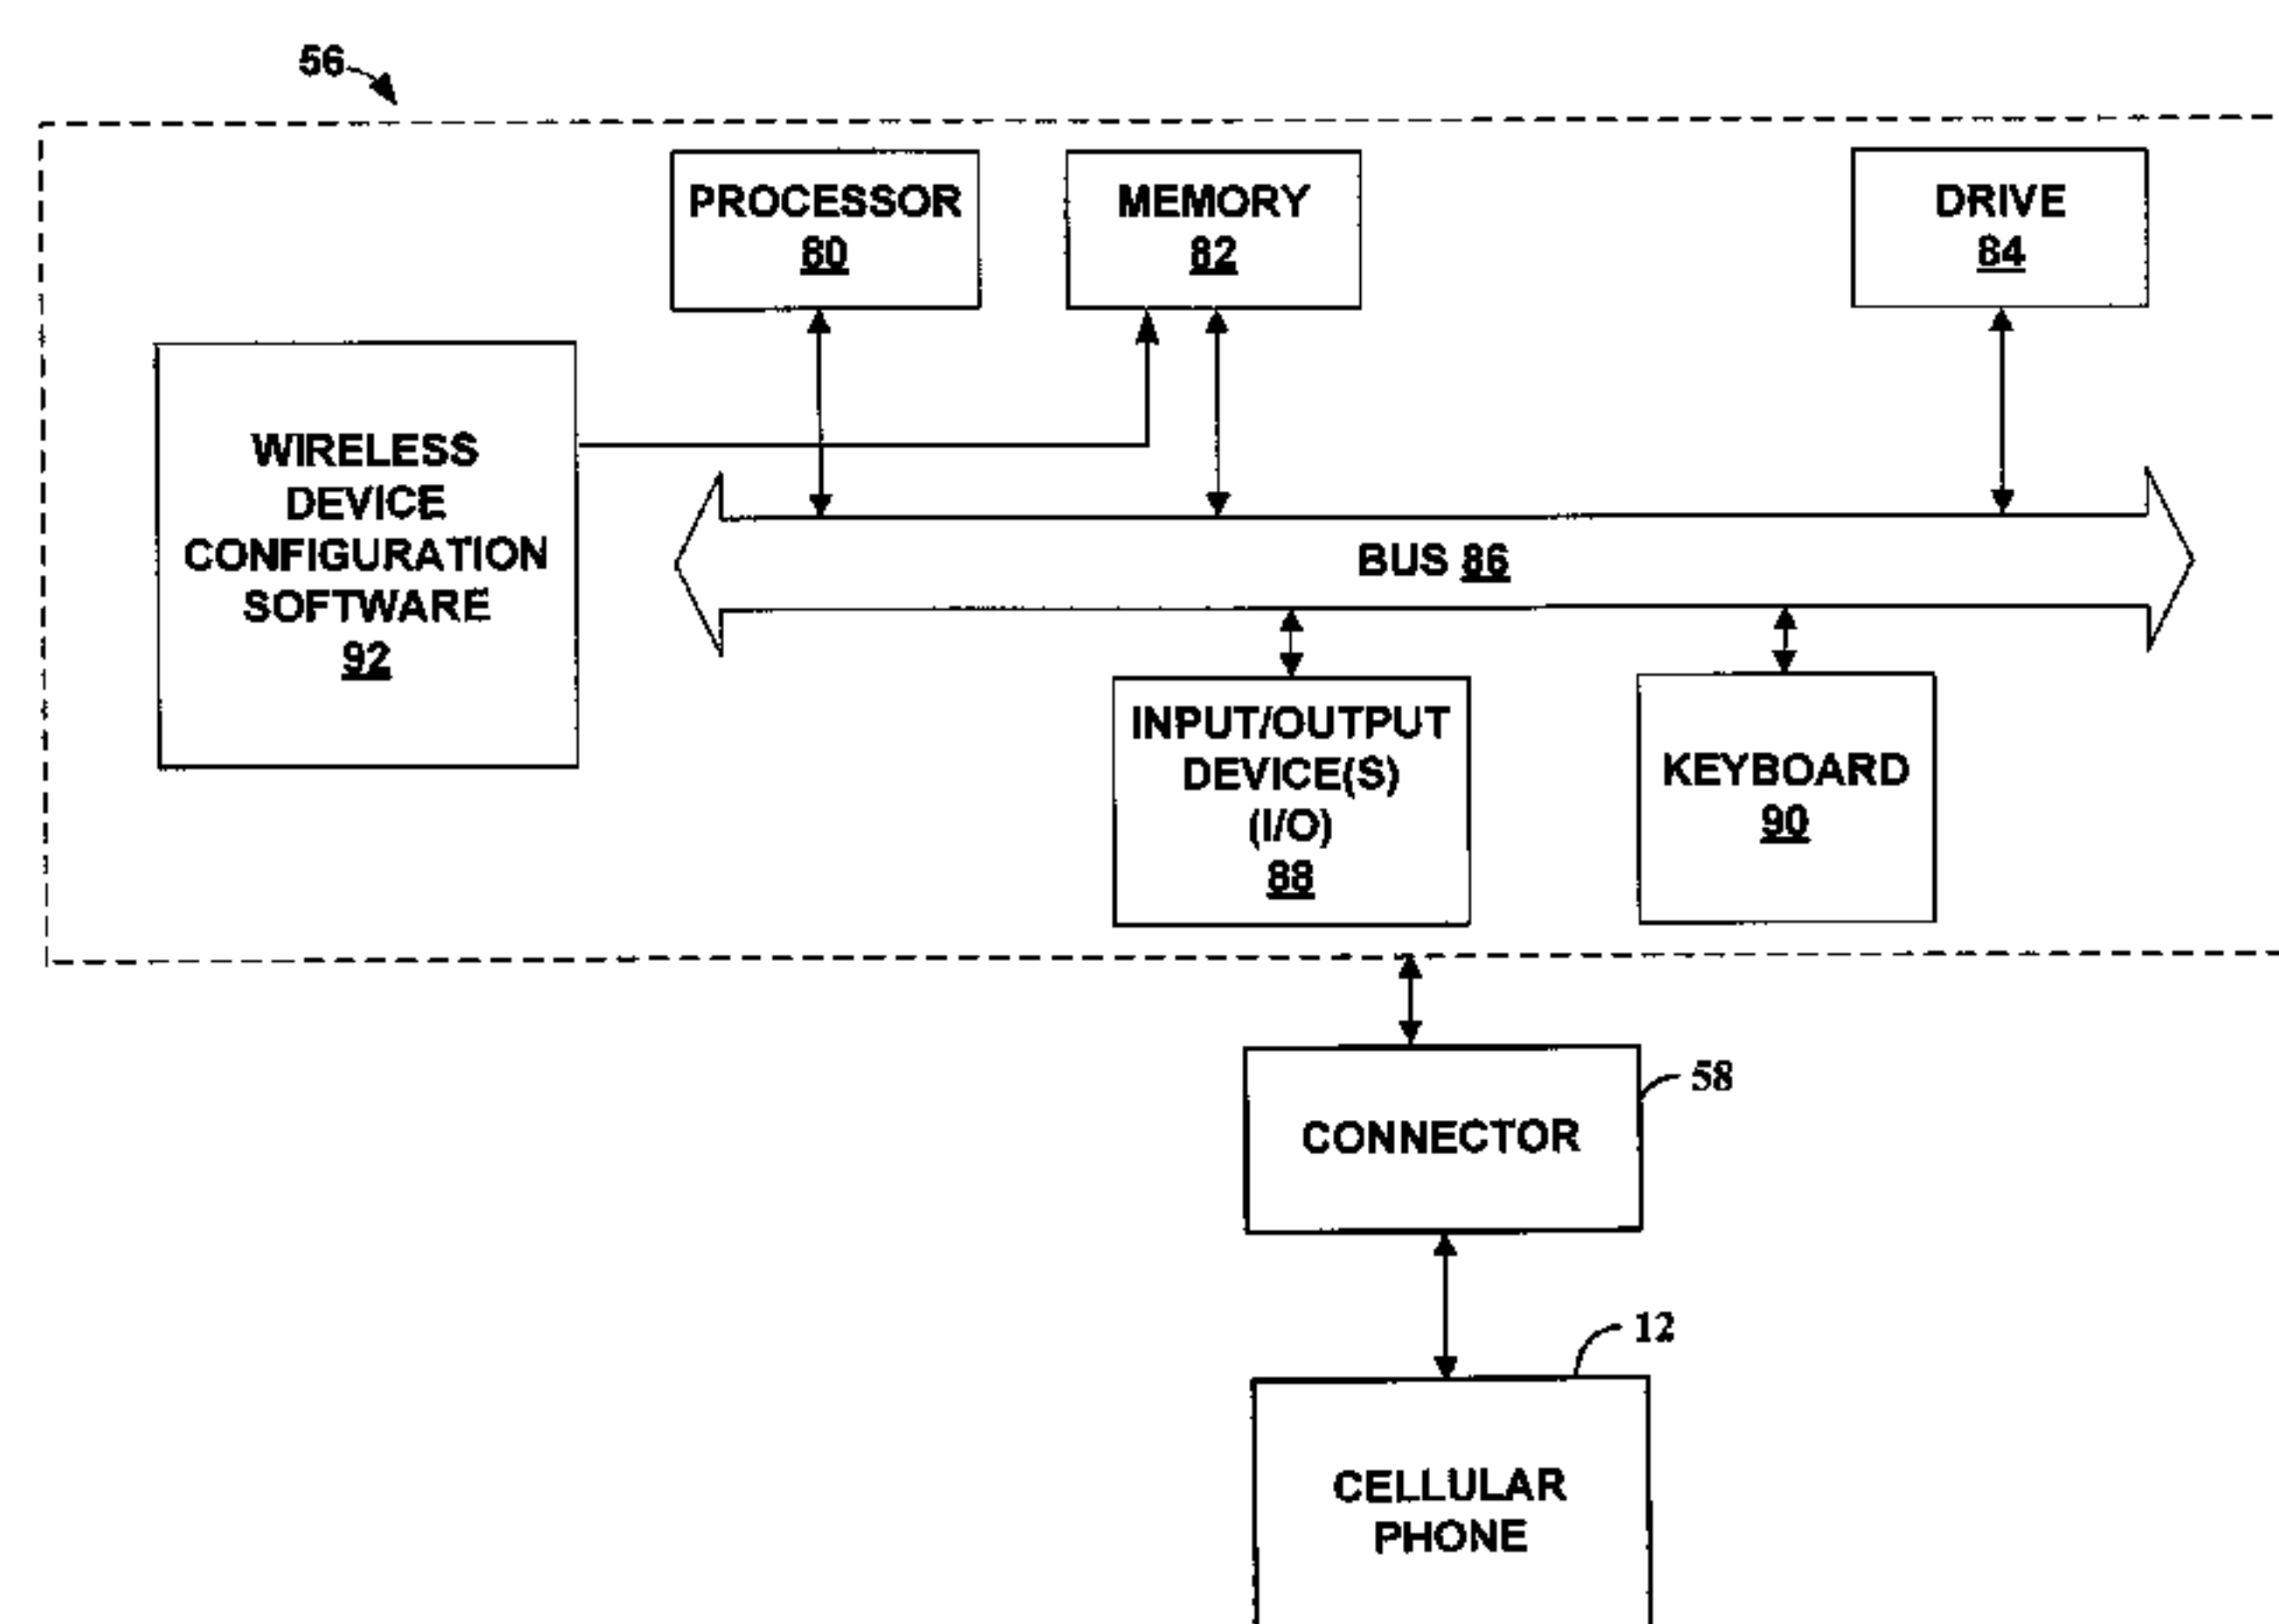 56
PROCESSOR
80
MEMORY
82
DRIVE
84
WIRELESS
DEVICE
CONFIGURATION
SOFTWARE
92
BUS 86
INPUT/OUTPUT
DEVICE(S)
(I/O)
88
KEYBOARD
90
CONNECTOR
58
12
CELLULAR
PHONE